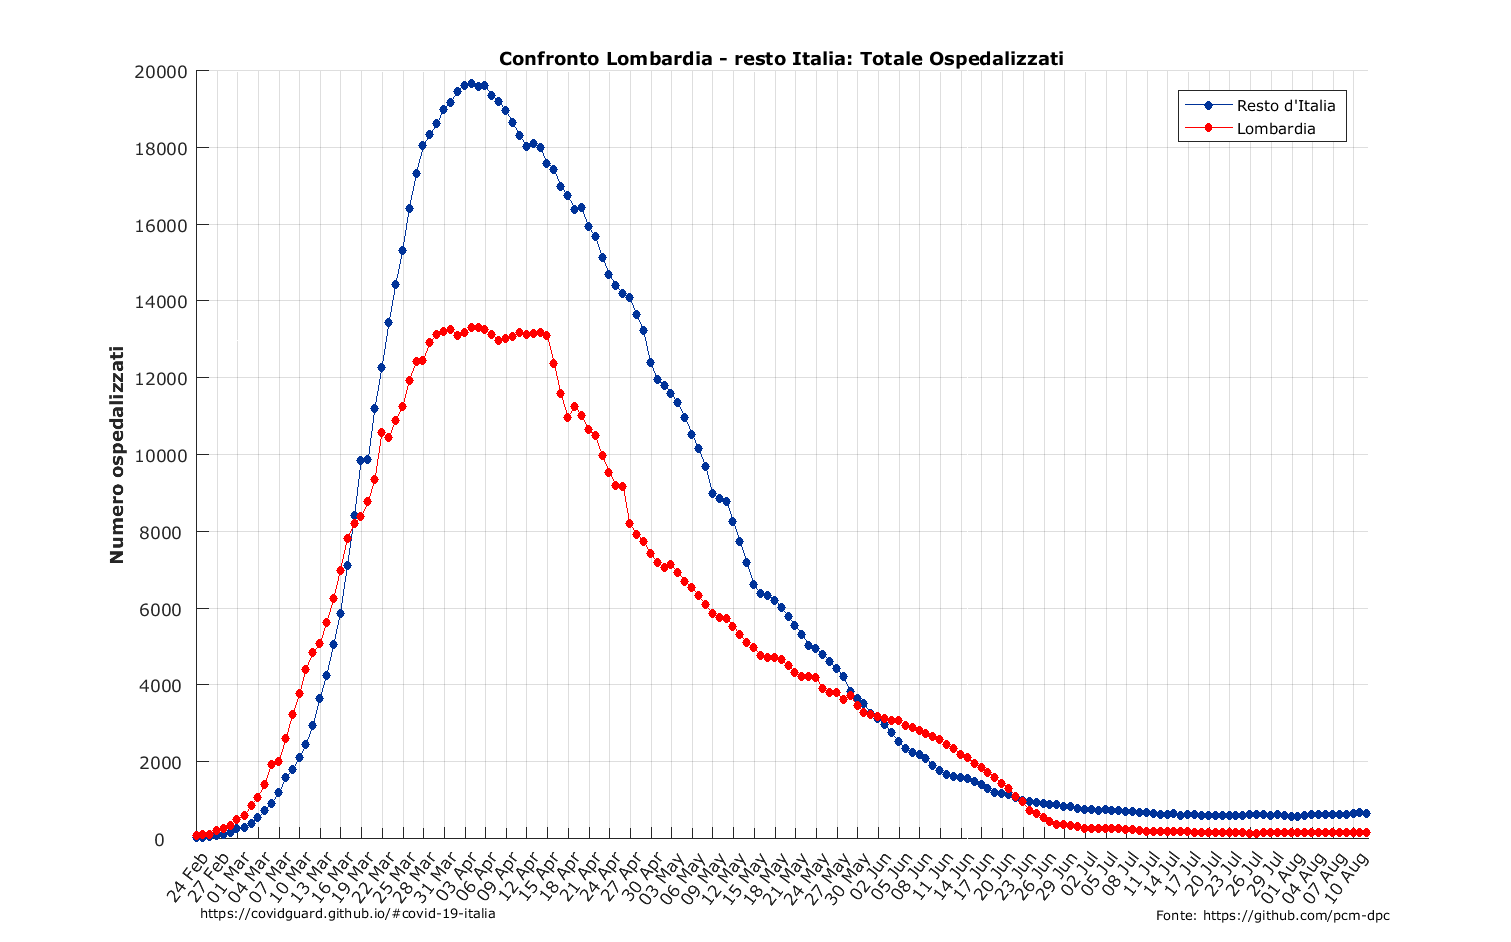 Confronto Lombardia - resto Italia: Totale Ospedalizzati
Resto d'Italia
Lombardia
Numero ospedalizzati
20000
18000
16000
14000
12000
10000
8000
6000
4000
2000
0
24 Feb
27 Feb
01 Mar
04 Mar
07 Mar
10 Mar
13 Mar
16 Mar
19 Mar
22 Mar
25 Mar
28 Mar
31 Mar
03 Apr
06 Apr
09 Apr
12 Apr
15 Apr
18 Apr
21 Apr
24 Apr
27 Apr
30 Apr
03 May
06 May
09 May
12 May
15 May
18 May
21 May
24 May
27 May
30 May
02 Jun
05 Jun
08 Jun
11 Jun
14 Jun
17 Jun
20 Jun
23 Jun
26 Jun
29 Jun
02 Jul
05 Jul
08 Jul
11 Jul
14 Jul
17 Jul
20 Jul
23 Jul
26 Jul
29 Jul
01 Aug
04 Aug
07 Aug
10 Aug
https://covidguard.github.io/#covid-19-italia
Fonte: https://github.com/pcm-dpc